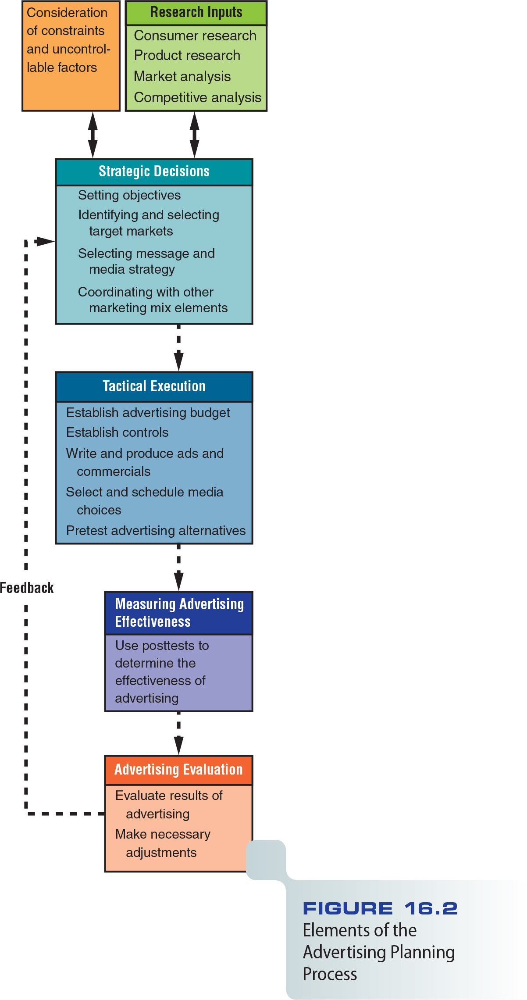 Consideration
of constraints
and uncontrol-
lable factors
Research Inputs
Consumer research
Product research
Market analysis
Competitive analysis
Strategic Decisions
Setting objectives
Identifying and selecting
target markets
Selecting message and
media strategy
Coordinating with other
marketing mix elements
Tactical Execution
Establish advertising budget
Establish controls
Write and produce ads and
commercials
Select and schedule media
choices
Pretest advertising alternatives
Feedback
Measuring Advertising
Effectiveness
Use posttests to
determine the
effectiveness of
advertising
Advertising Evaluation
Evaluate results of
advertising
Make necessary
adjustments
FIGURE 16.2
Elements of the
Advertising Planning
Process